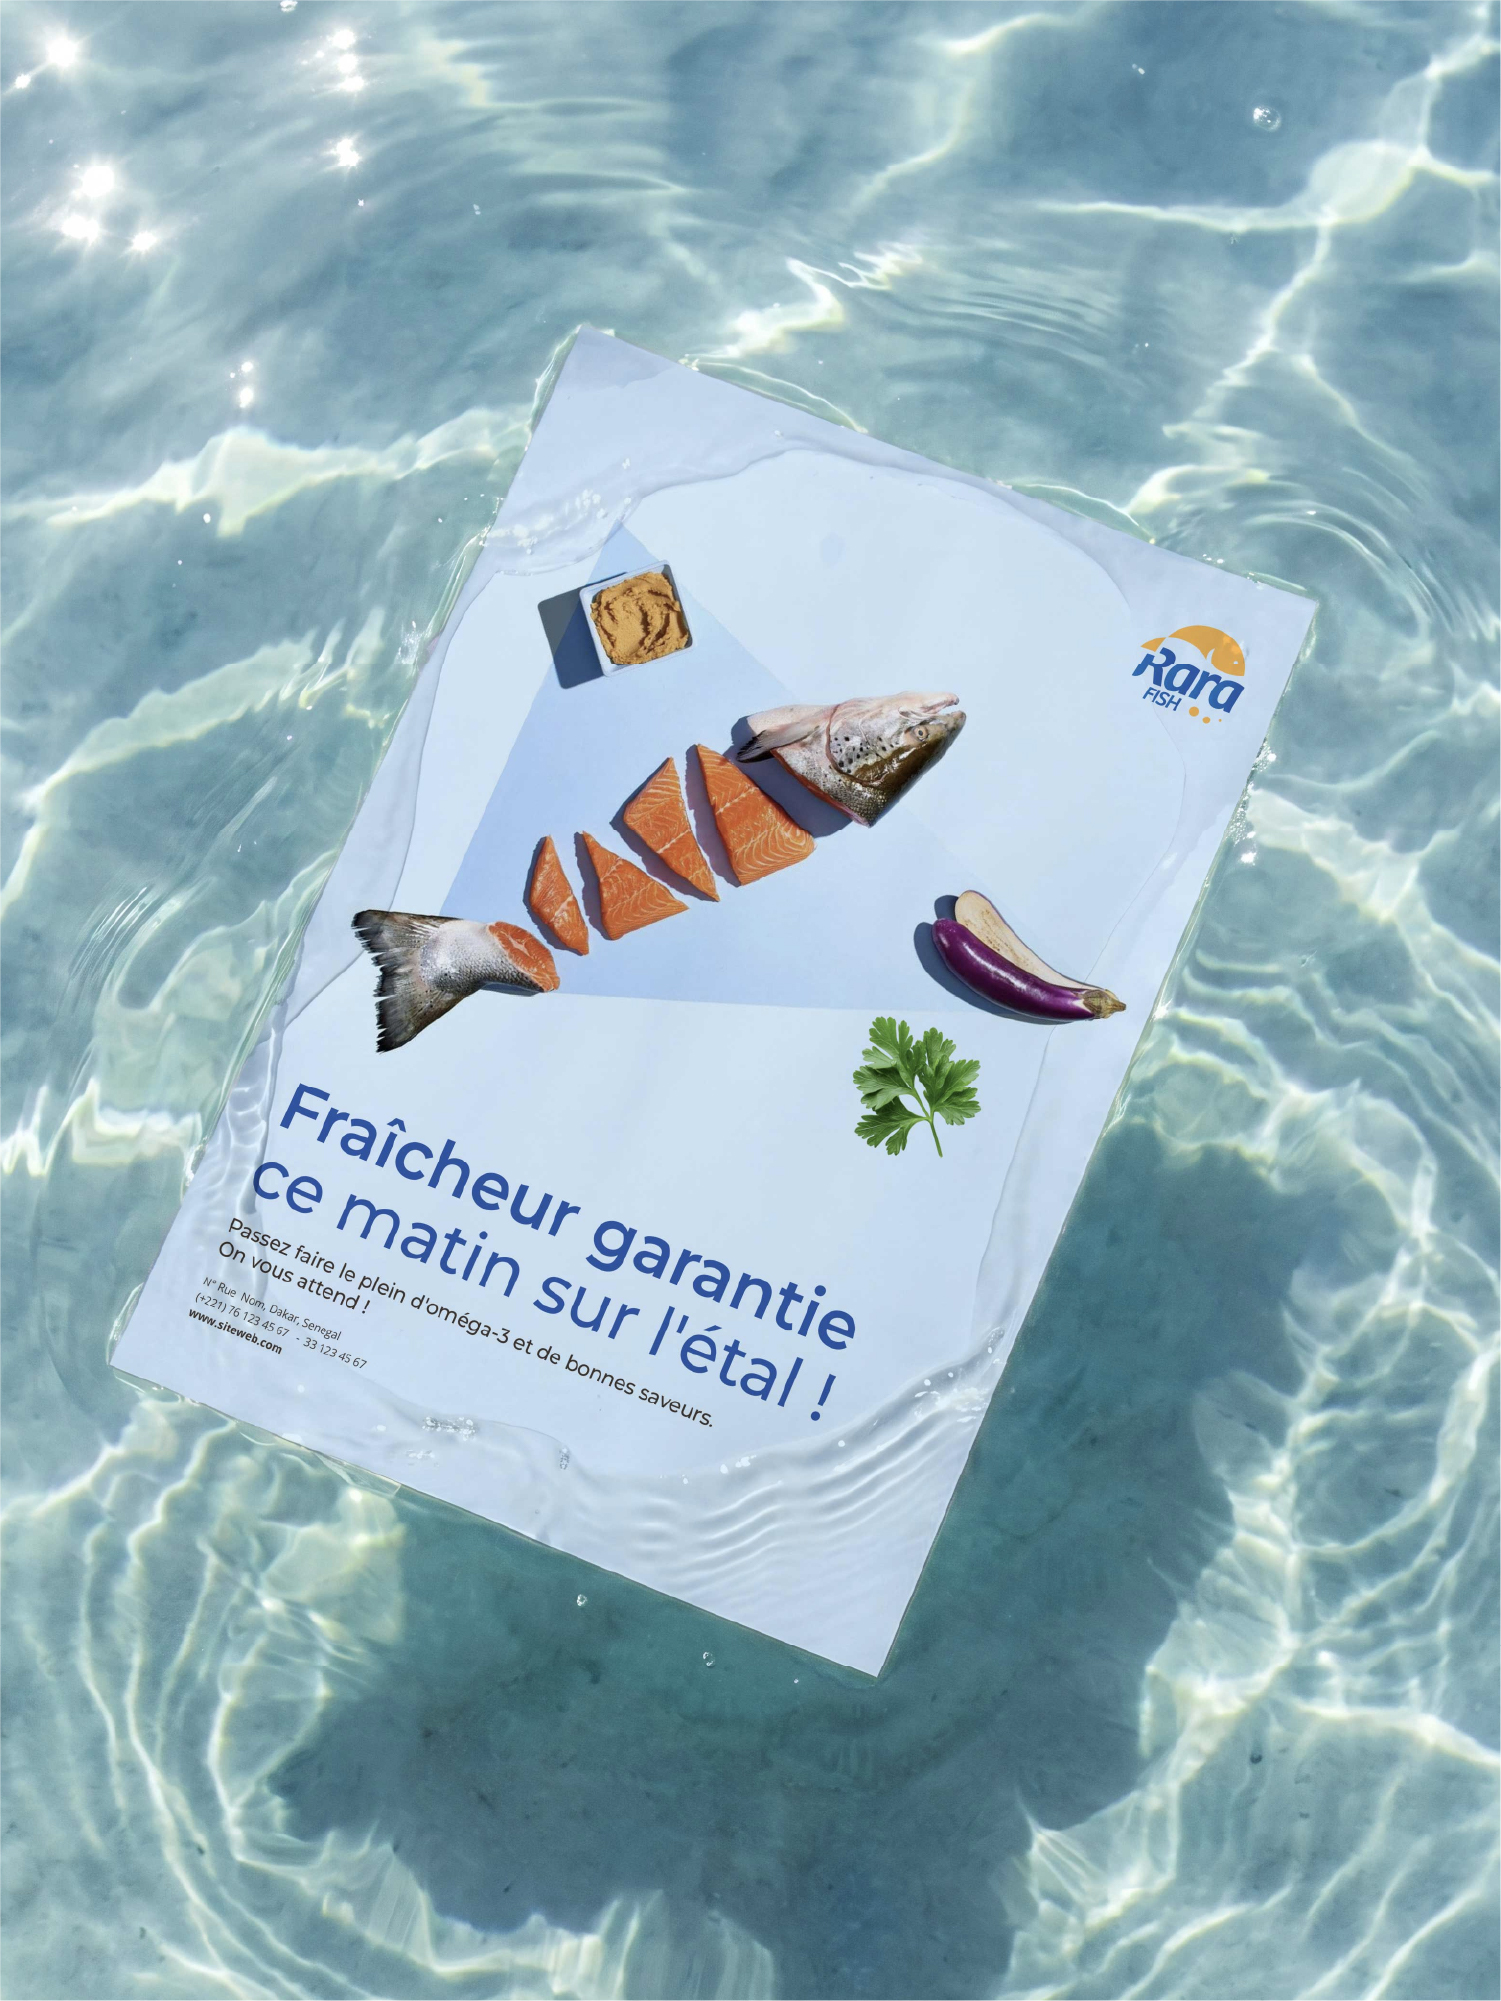 Rara
FISH
Fraîcheur garantie
ce matin sur l'étal !
Passez faire le plein d'oméga-3 et de bonnes saveurs.
On vous attend !
N° Rue Nom, Dakar, Senegal
(+221) 76 123 45 67 - 33 123 45 67
www.siteweb.com